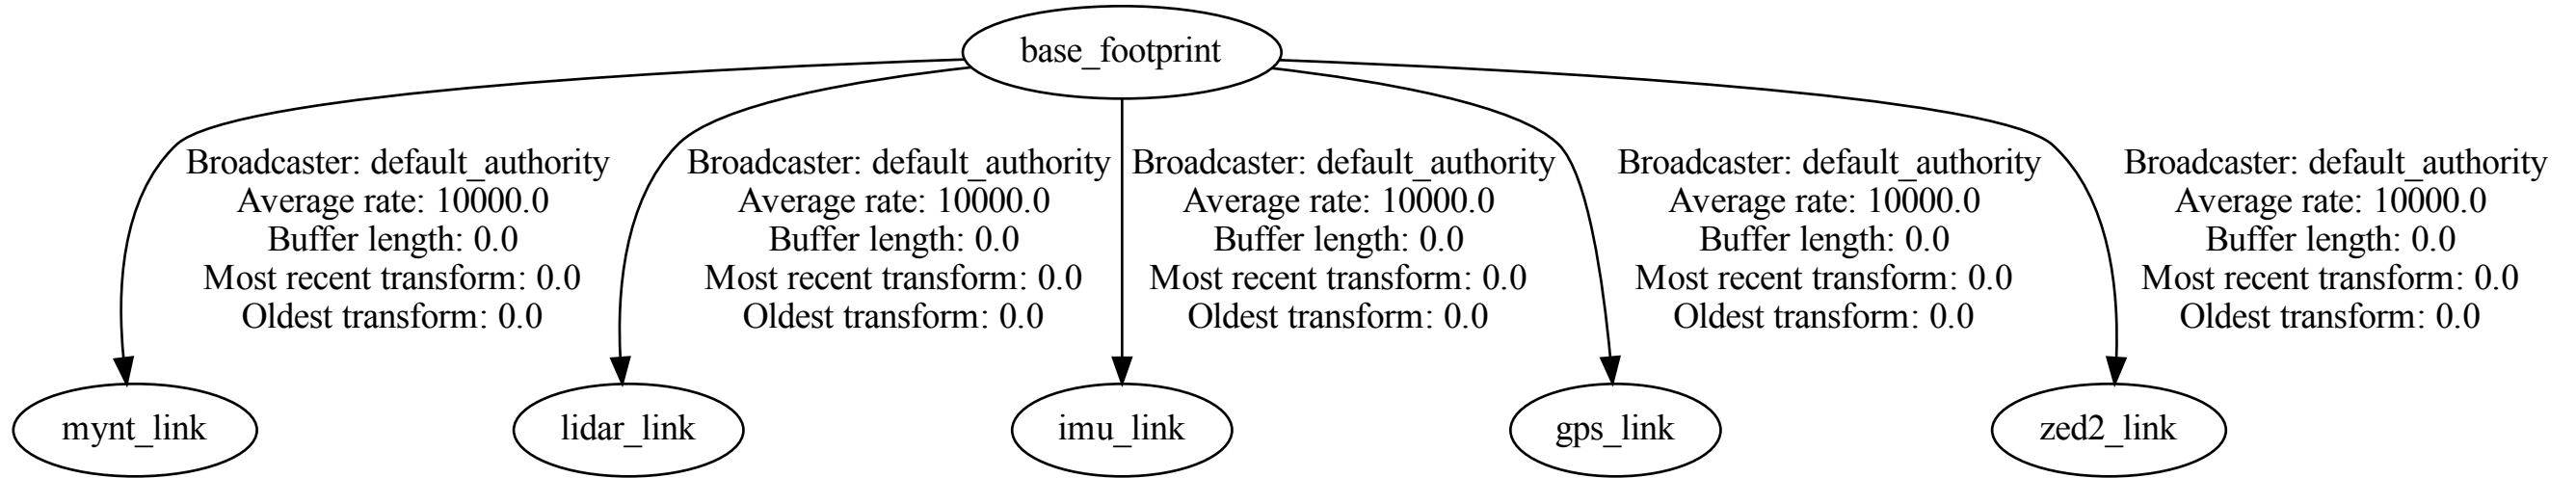 base_footprint
Broadcaster: default_authority
Average rate: 10000.0
Buffer length: 0.0
Most recent transform: 0.0
Oldest transform: 0.0
Broadcaster: default_authority
Average rate: 10000.0
Buffer length: 0.0
Most recent transform: 0.0
Oldest transform: 0.0
Broadcaster: default_authority
Average rate: 10000.0
Buffer length: 0.0
Most recent transform: 0.0
Oldest transform: 0.0
Broadcaster: default_authority
Average rate: 10000.0
Buffer length: 0.0
Most recent transform: 0.0
Oldest transform: 0.0
Broadcaster: default_authority
Average rate: 10000.0
Buffer length: 0.0
Most recent transform: 0.0
Oldest transform: 0.0
mynt_link
lidar_link
imu_link
gps_link
zed2_link